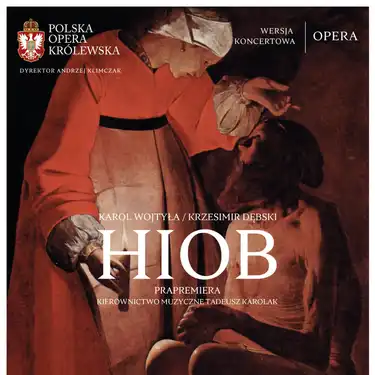 POLSKA
OPERA
KRÓLEWSKA
DYREKTOR ANDRZEJ KLIMCZAK
WERSJA
KONCERTOWA
OPERA
KAROL WOJTYŁA / KRZESIMIR DĘBSKI
HIOB
PRAPREMIERA
KIEROWNICTWO MUZYCZNE TADEUSZ KAROLAK